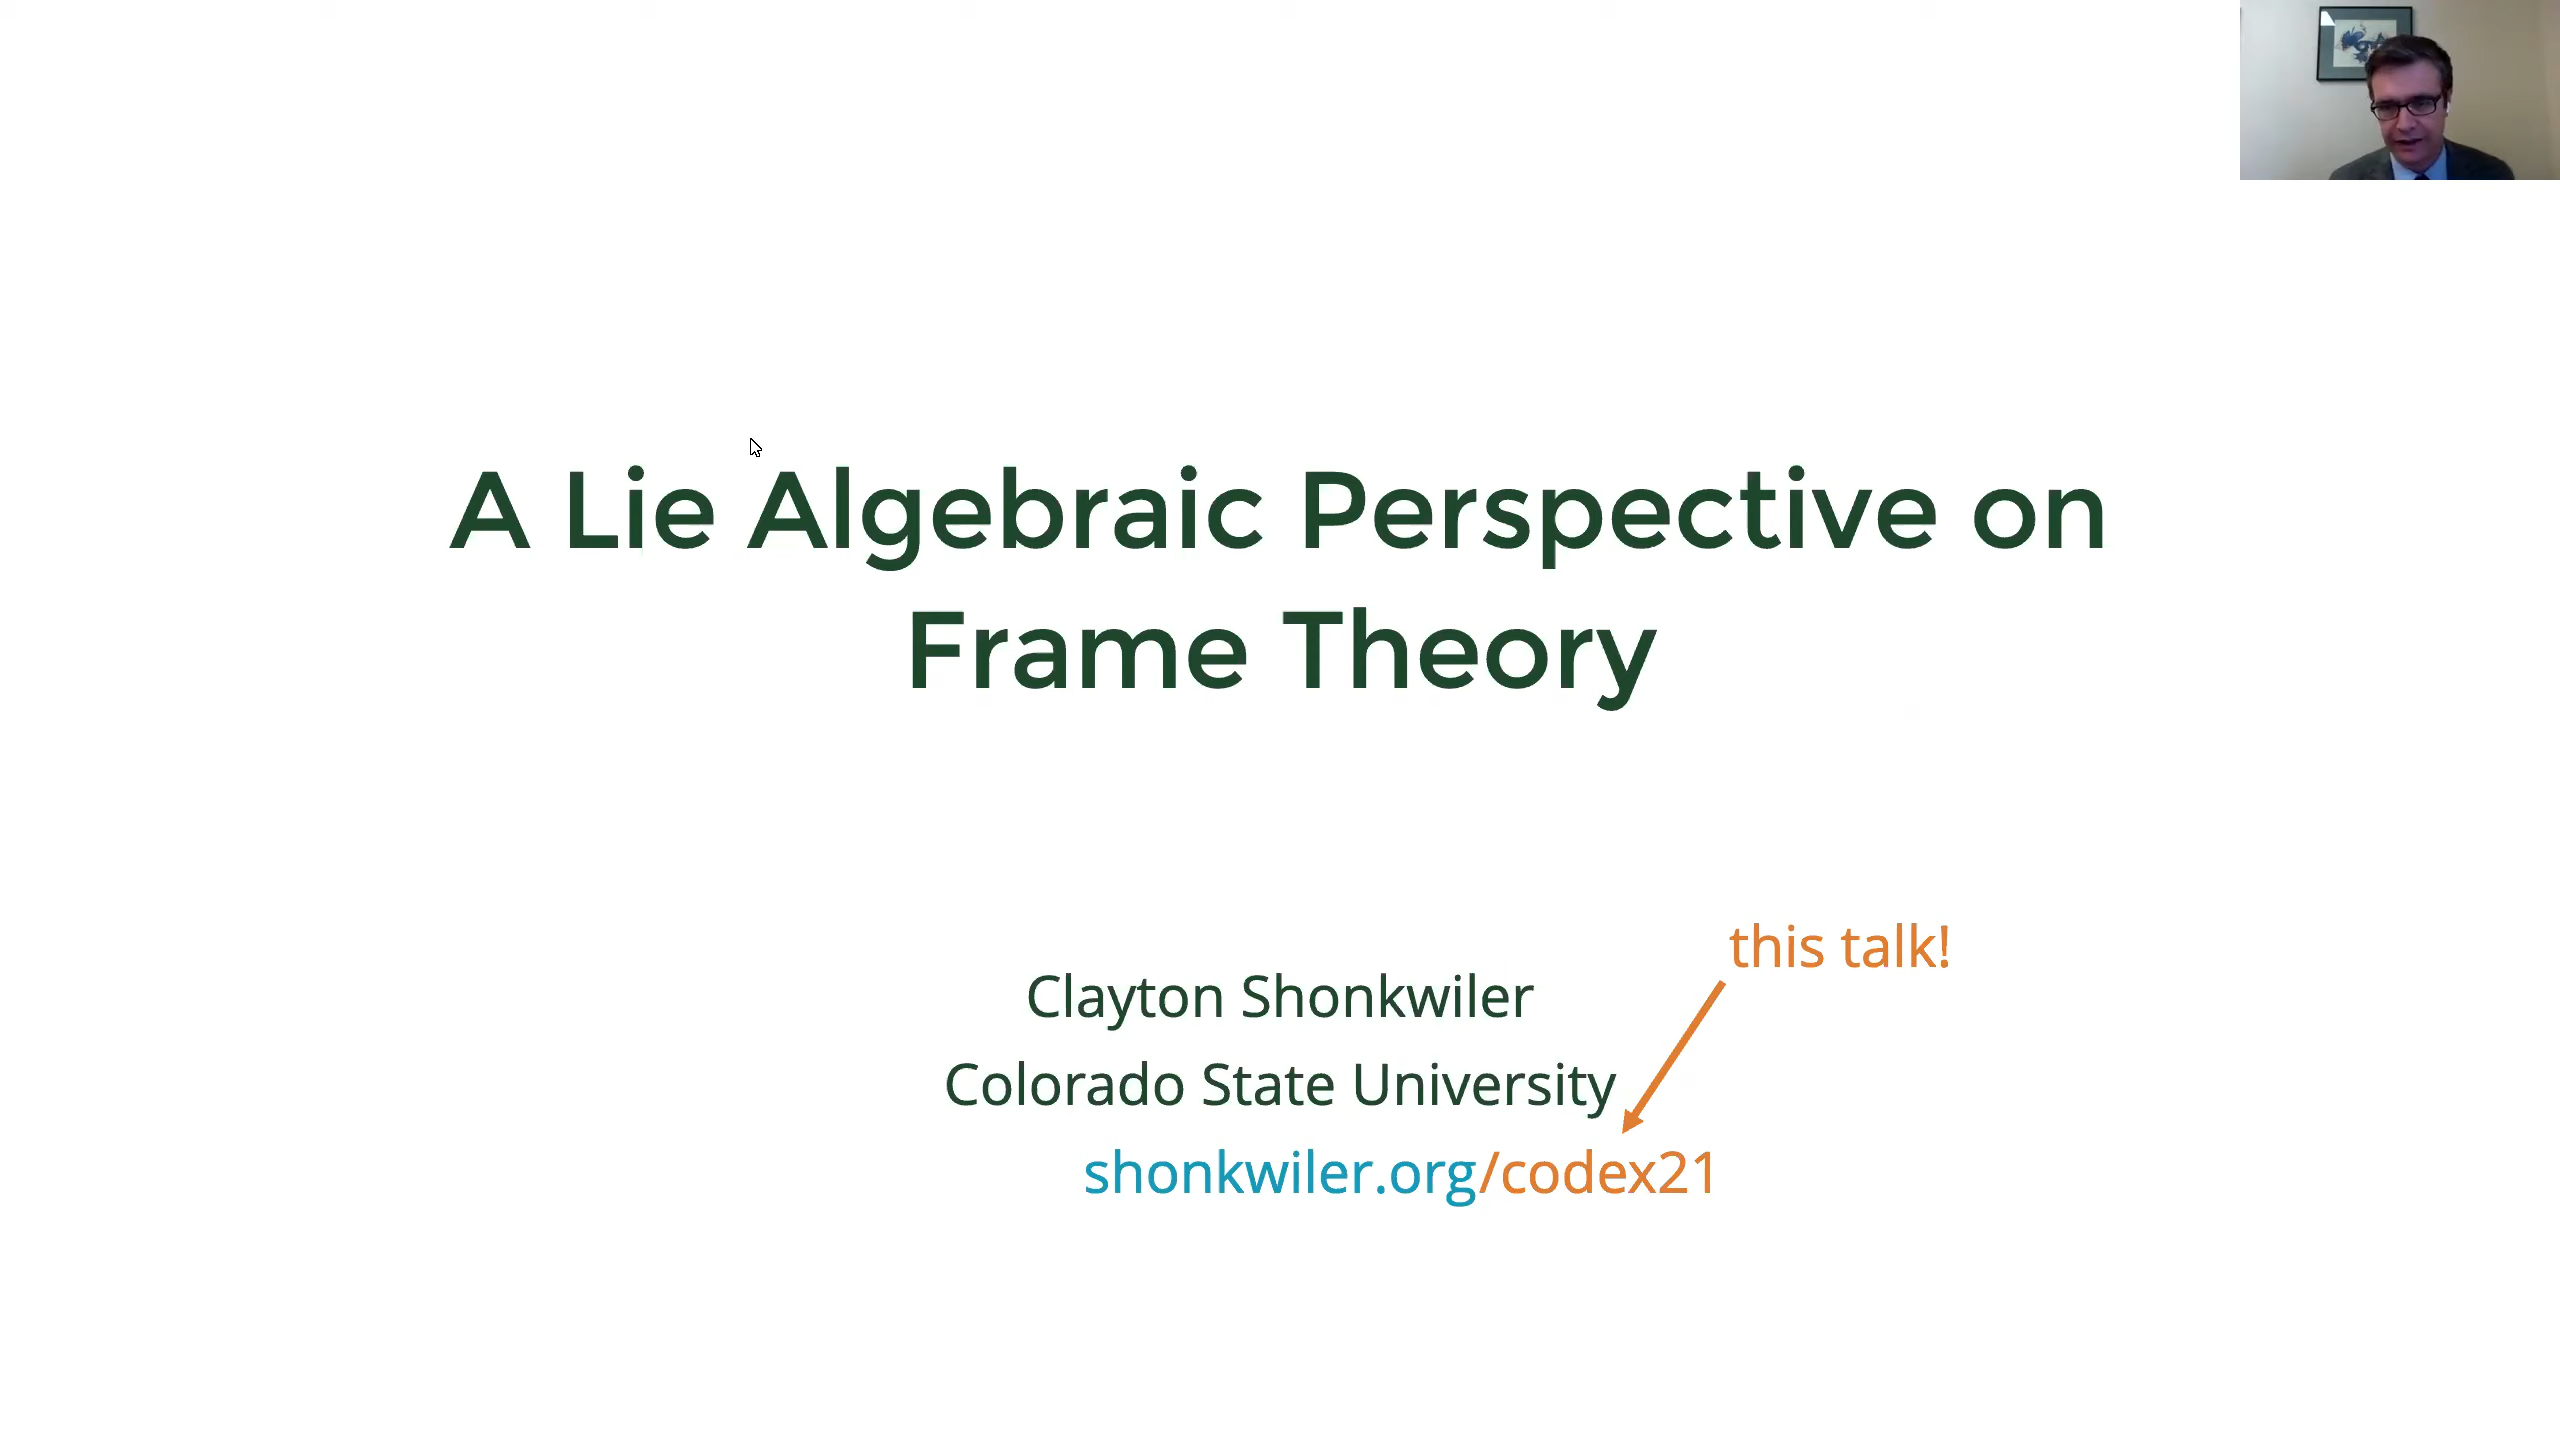 A Lie Algebraic Perspective on
Frame Theory
this talk!
Clayton Shonkwiler
Colorado State University
shonkwiler.org/codex21